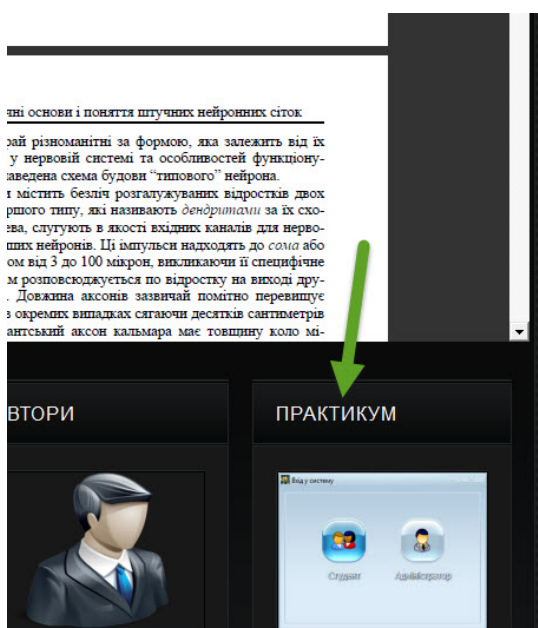 чні основи і поняття штучних нейронних сіток
рай різноманітні за формою, яка залежить від їх
у нервовій системі та особливостей функціону-
наведена схема будови “типового” нейрона.
и містить безліч розгалужуваних відростків двох
ршого типу, які називають дендритами за їх схо-
ева, слугують в якості вхідних каналів для нерво-
ших нейронів. Ці імпульси надходять до сома або
ом від 3 до 100 мікрон, викликаючи її специфічне
м розповсюджується по відростку на виході дру-
. Довжина аксонів зазвичай помітно перевищує
в окремих випадках сягаючи десятків сантиметрів
антський аксон кальмара має товщину коло мі-
ВТОРИ
ПРАКТИКУМ
Вхід у систему
Студент
Адміністратор